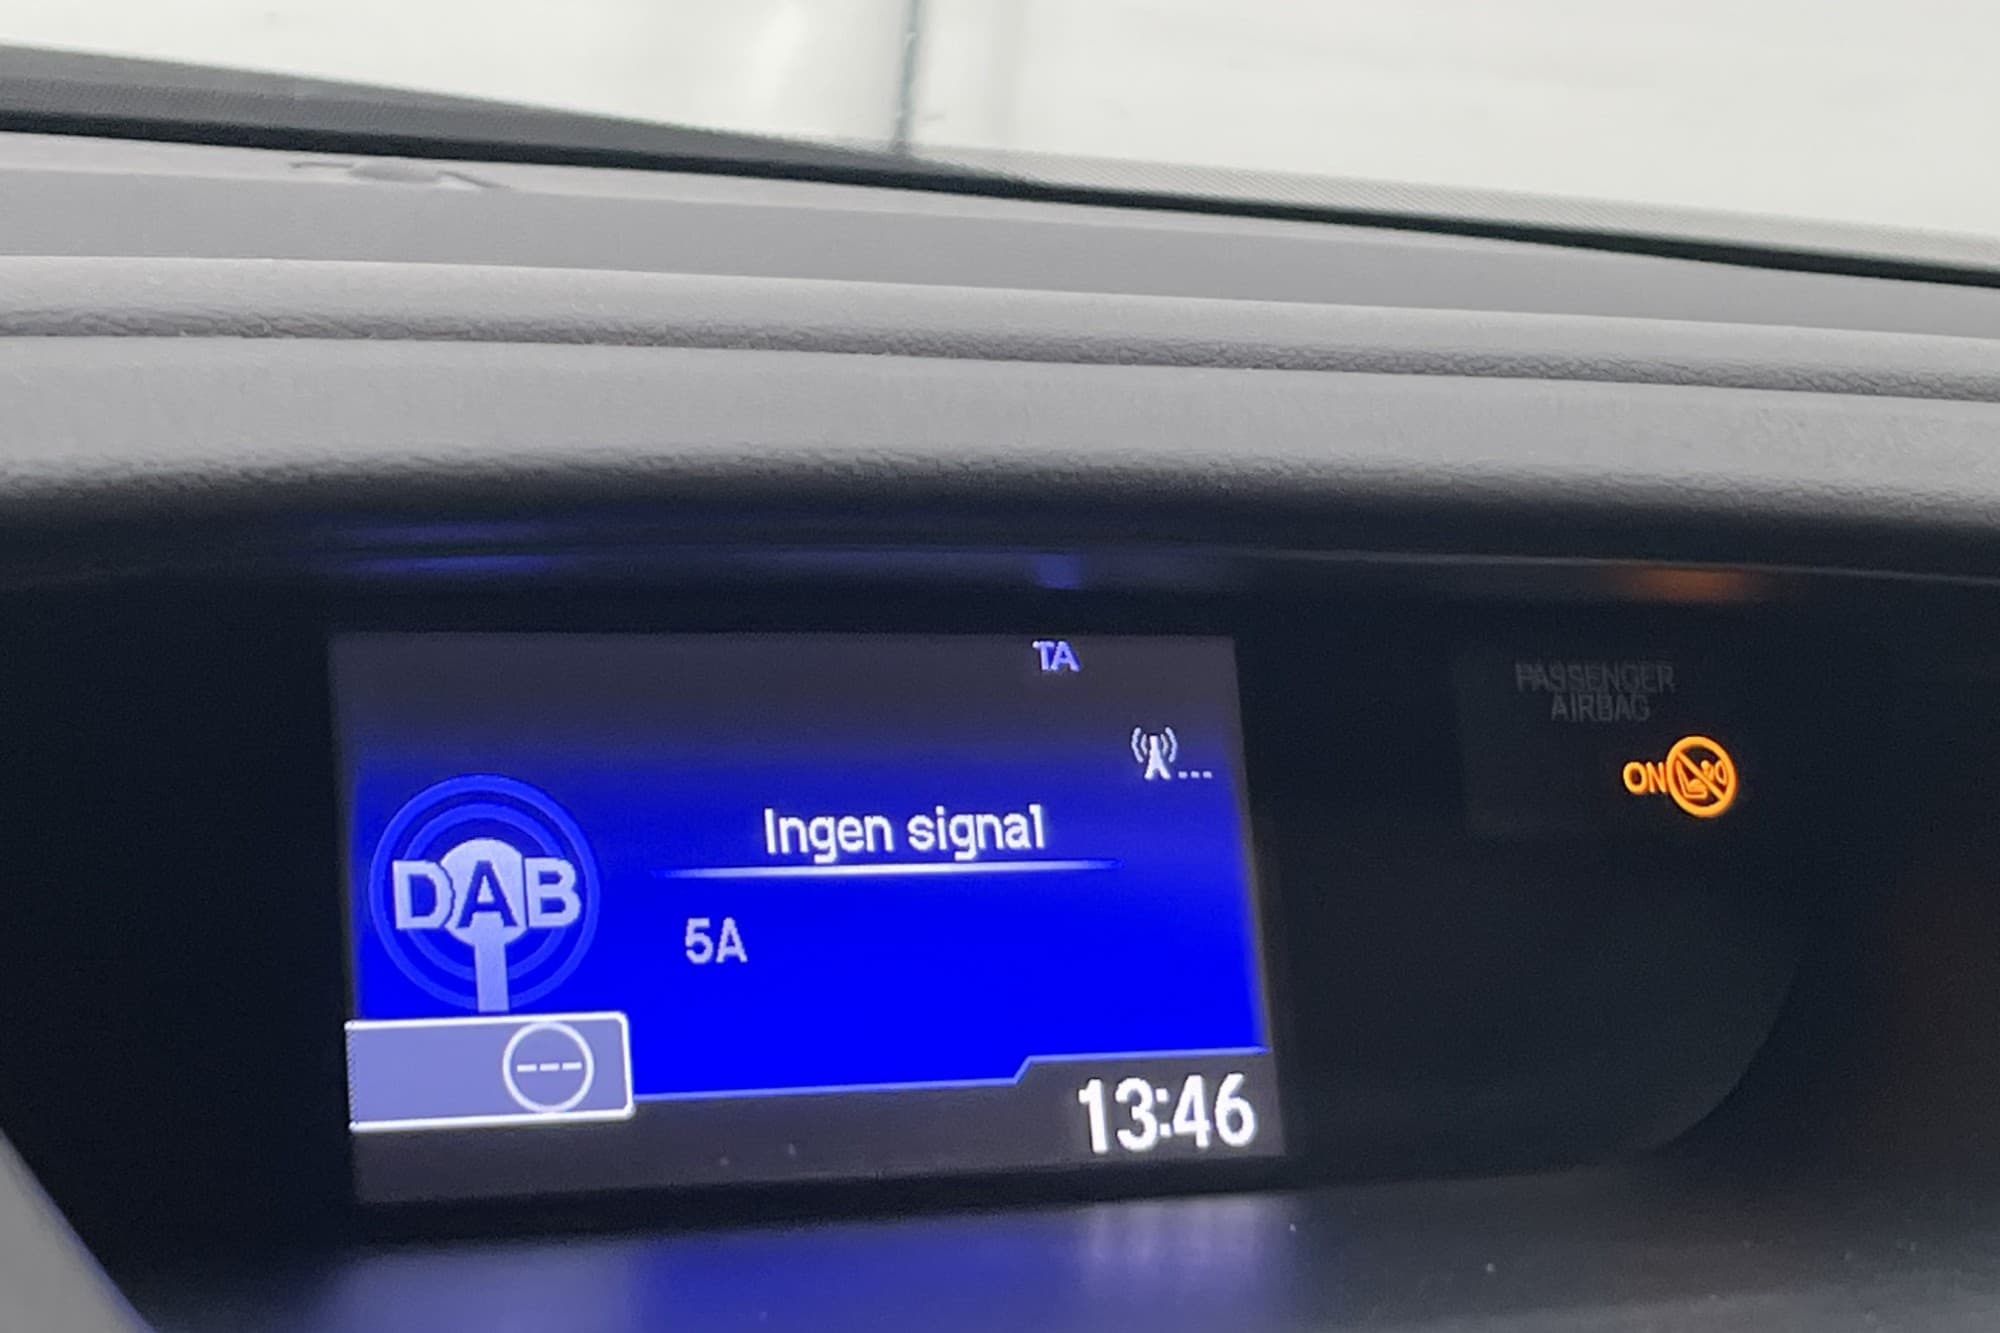 TA
Ingen signal
DAB
5A
---
13:46
PASSENGER
AIRBAG
ON